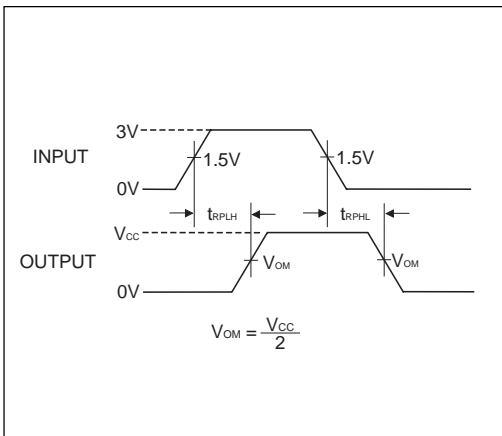 3V
INPUT
1.5V
1.5V
0V
tRPLH
tRPHL
VCC
OUTPUT
VOM
VOM
0V
VOM = VCC
2